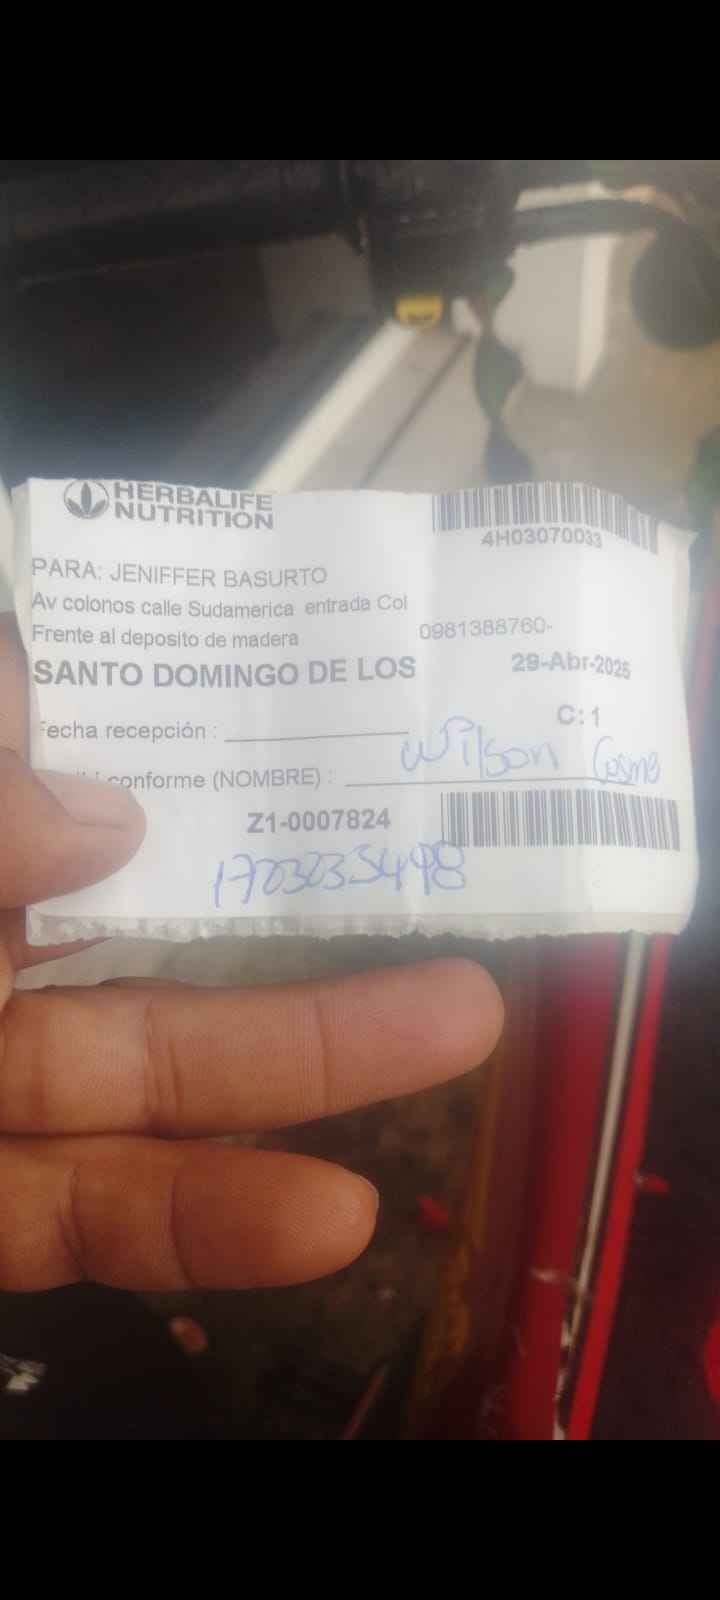 HERBALIFE
NUTRITION
4H03070033
PARA: JENIFFER BASURTO
Av colonos calle Sudamerica entrada Col
Frente al deposito de madera 0981388760-
SANTO DOMINGO DE LOS 29-Abr-2025
Fecha recepción :
C: 1
conforme (NOMBRE) : Wilson Cosme
Z1-0007824